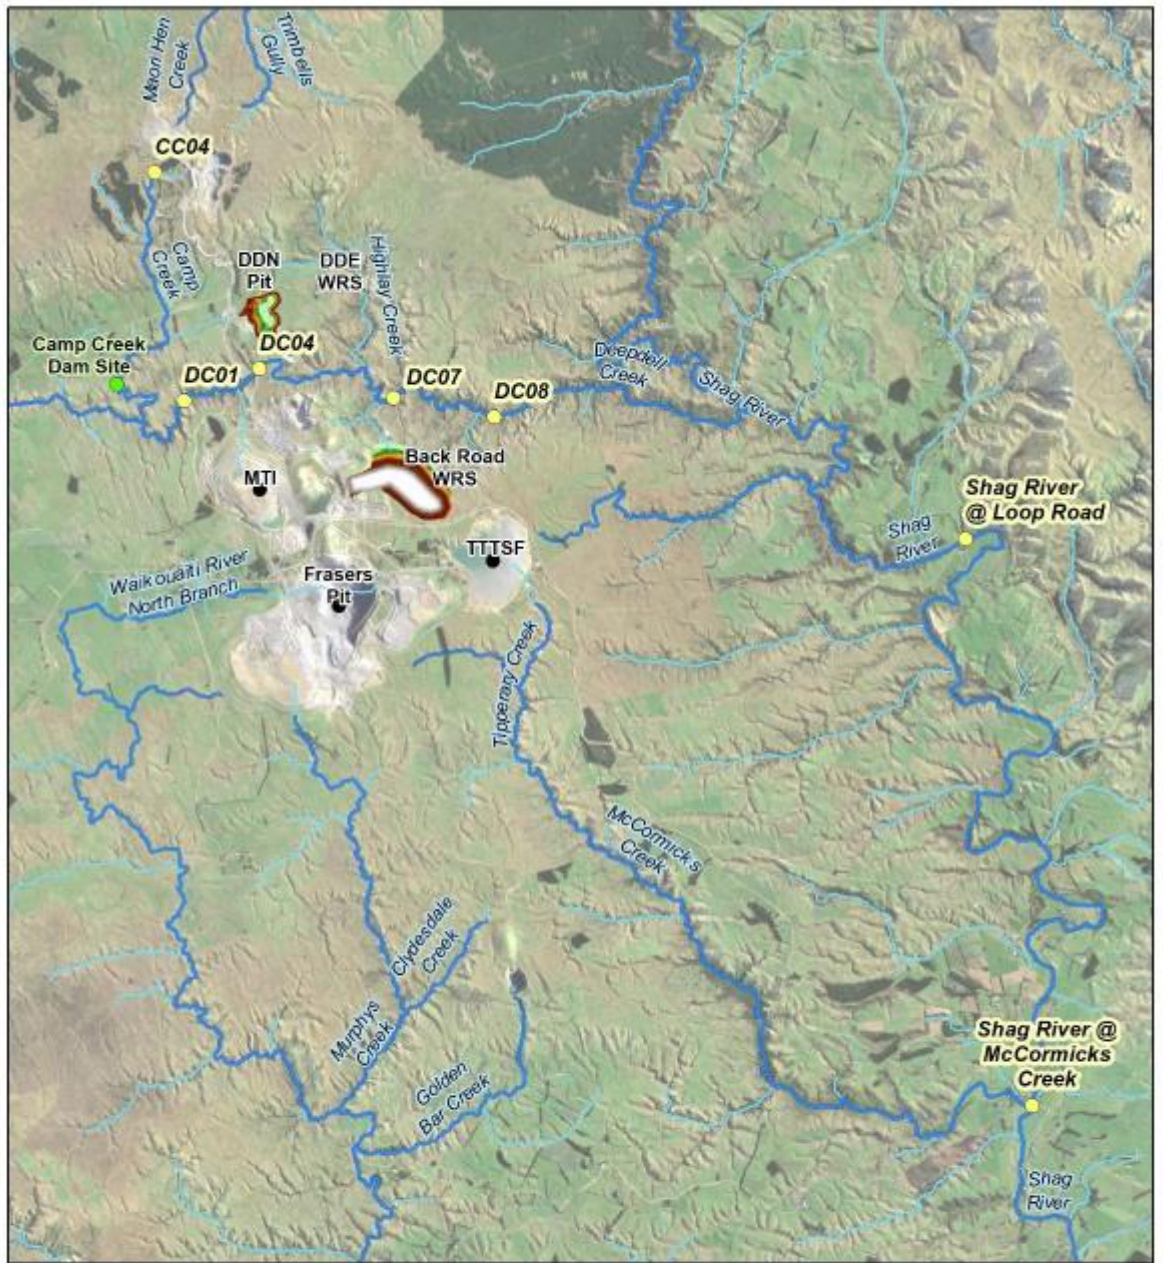 Maori Hen
Creek
Trimbells
Gully
CC04
Camp
Creek
DDN
Pit
DDE
WRS
Highlay Creek
Camp Creek
Dam Site
DC01
DC04
DC07
DC08
Deepdell
Creek
Shag River
MTI
Back Road
WRS
Shag River
@ Loop Road
Shag
River
TTTSF
Waikouaiti River
North Branch
Frasers
Pit
Tipperary Creek
McCormicks
Creek
Clydesdale
Creek
Murphys
Creek
Golden
Bar Creek
Shag River @
McCormicks
Creek
Shag
River